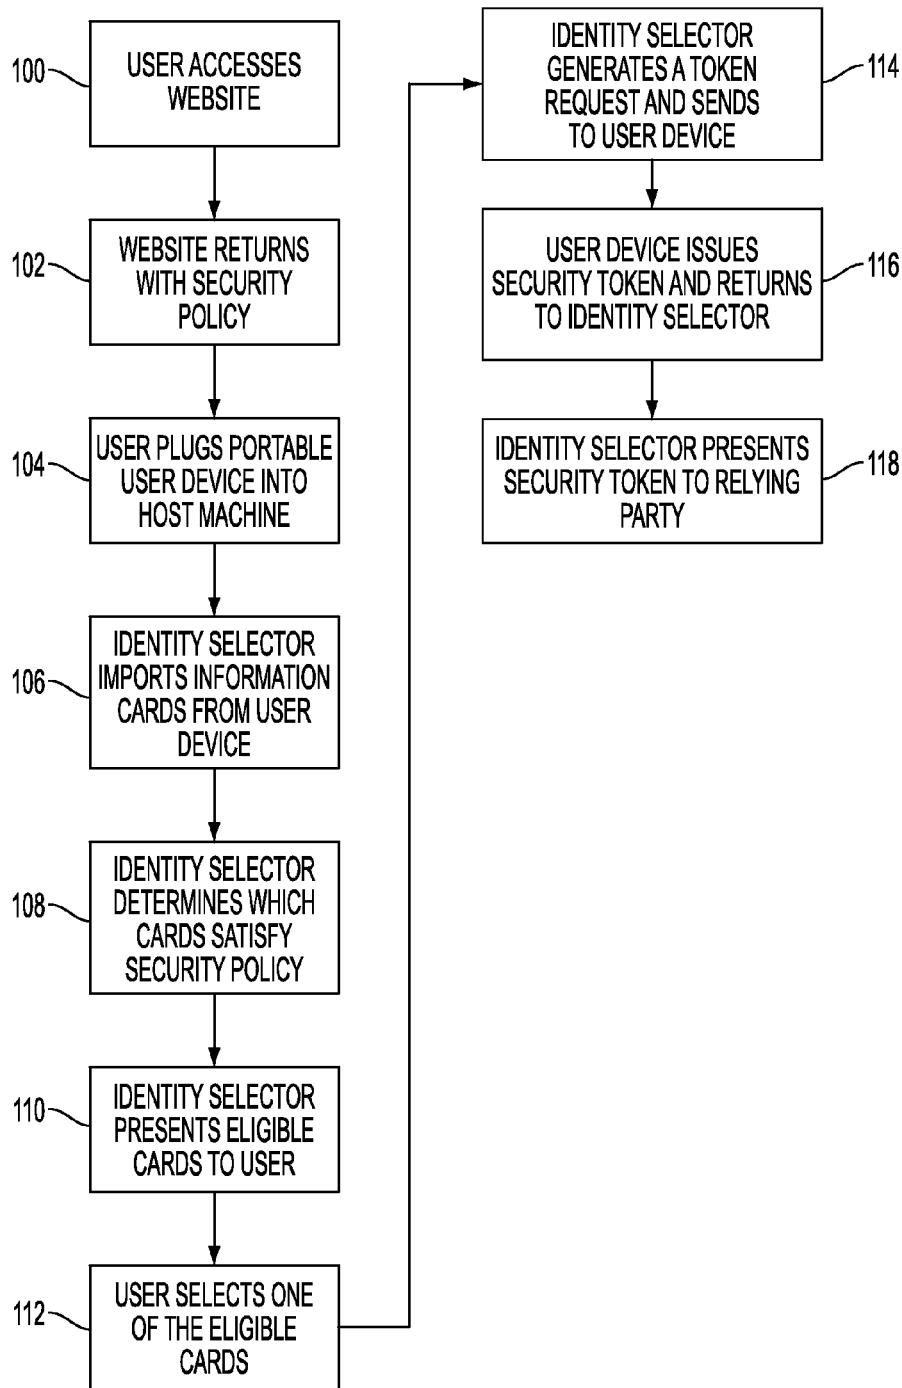 100
USER ACCESSES
WEBSITE
102
WEBSITE RETURNS
WITH SECURITY
POLICY
104
USER PLUGS PORTABLE
USER DEVICE INTO
HOST MACHINE
106
IDENTITY SELECTOR
IMPORTS INFORMATION
CARDS FROM USER
DEVICE
108
IDENTITY SELECTOR
DETERMINES WHICH
CARDS SATISFY
SECURITY POLICY
110
IDENTITY SELECTOR
PRESENTS ELIGIBLE
CARDS TO USER
112
USER SELECTS ONE
OF THE ELIGIBLE
CARDS
IDENTITY SELECTOR
GENERATES A TOKEN
REQUEST AND SENDS
TO USER DEVICE
114
USER DEVICE ISSUES
SECURITY TOKEN AND RETURNS
TO IDENTITY SELECTOR
116
IDENTITY SELECTOR PRESENTS
SECURITY TOKEN TO RELYING
PARTY
118